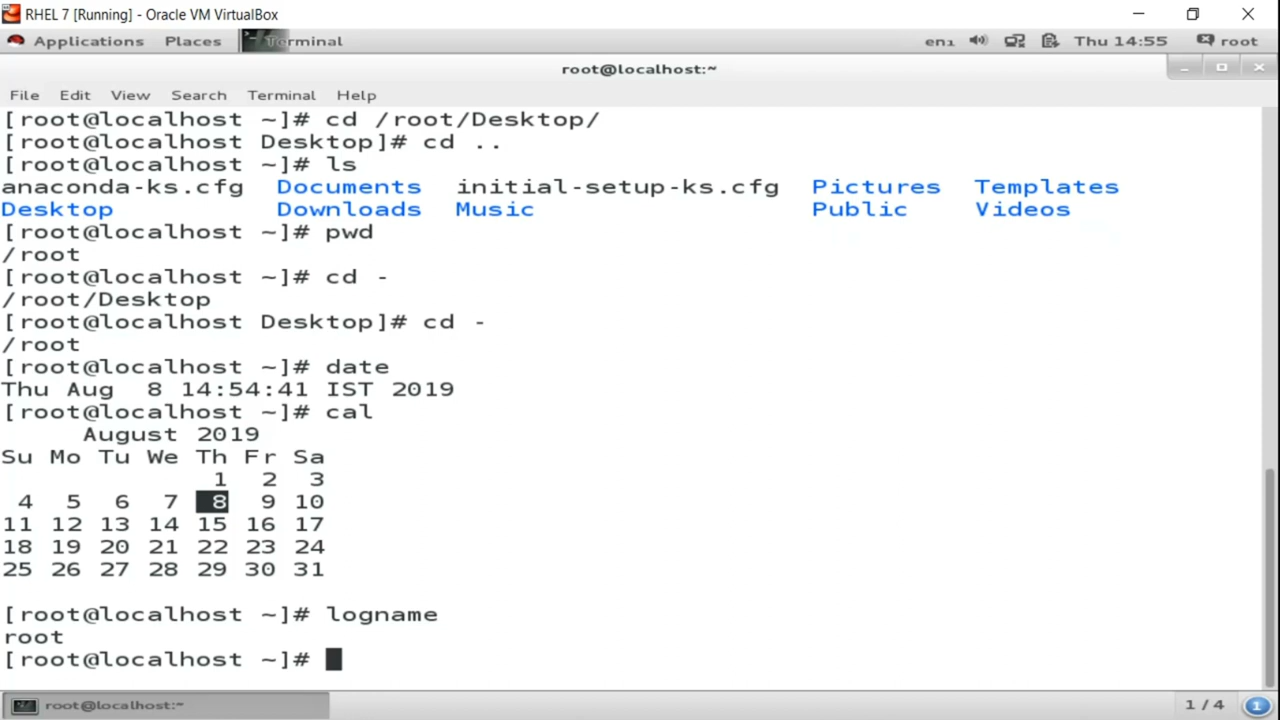 RHEL 7 [Running] - Oracle VM VirtualBox
Applications Places Terminal en1 Thu 14:55 root
root@localhost:~
File Edit View Search Terminal Help
[root@localhost ~]# cd /root/Desktop/
[root@localhost Desktop]# cd ..
[root@localhost ~]# ls
anaconda-ks.cfg Documents initial-setup-ks.cfg Pictures Templates
Desktop Downloads Music Public Videos
[root@localhost ~]# pwd
/root
[root@localhost ~]# cd -
/root/Desktop
[root@localhost Desktop]# cd -
/root
[root@localhost ~]# date
Thu Aug  8 14:54:41 IST 2019
[root@localhost ~]# cal
August 2019
Su Mo Tu We Th Fr Sa
1 2 3
4 5 6 7 8 9 10
11 12 13 14 15 16 17
18 19 20 21 22 23 24
25 26 27 28 29 30 31
[root@localhost ~]# logname
root
[root@localhost ~]#
root@localhost:~ 1 / 4 1